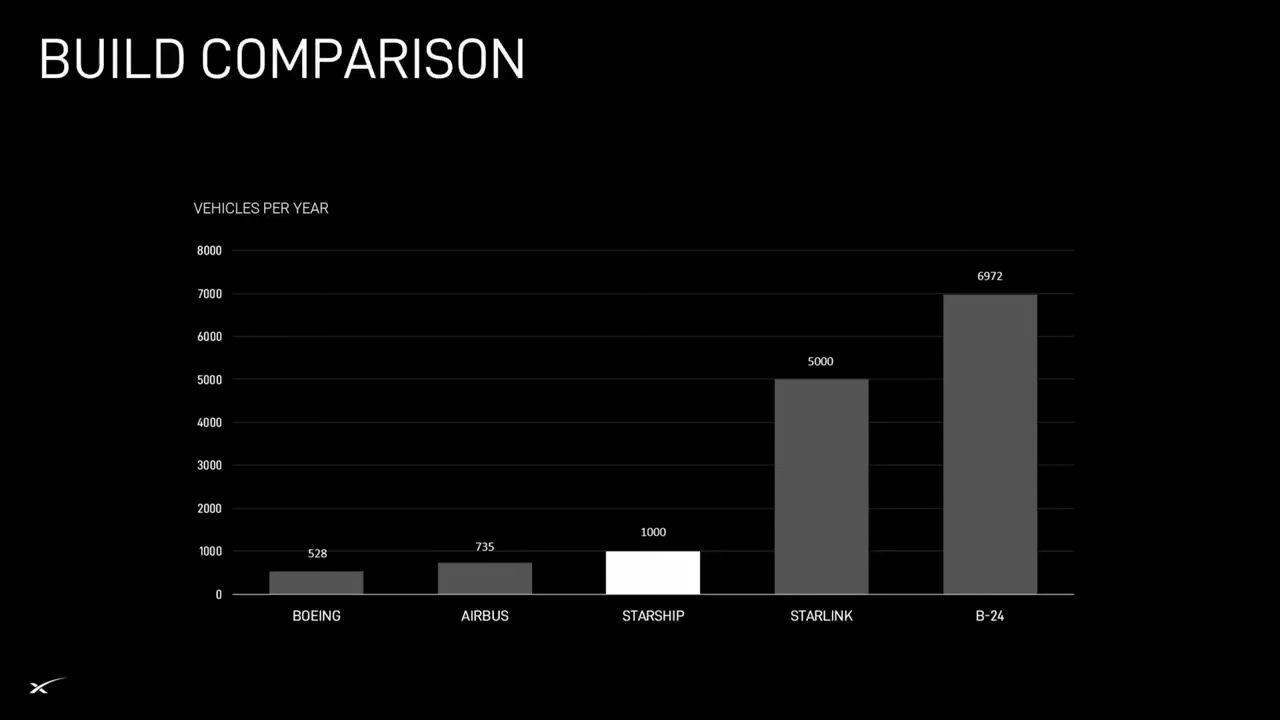 BUILD COMPARISON
VEHICLES PER YEAR
8000
7000
6000
5000
4000
3000
2000
1000
0
528
735
1000
5000
6972
BOEING
AIRBUS
STARSHIP
STARLINK
B-24